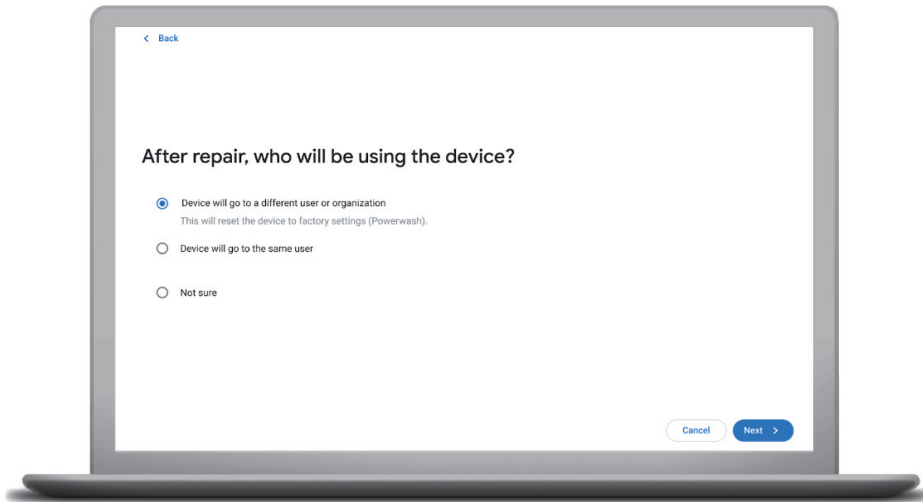 Back
After repair, who will be using the device?
Device will go to a different user or organization
This will reset the device to factory settings (Powerwash).
Device will go to the same user
Not sure
Cancel
Next